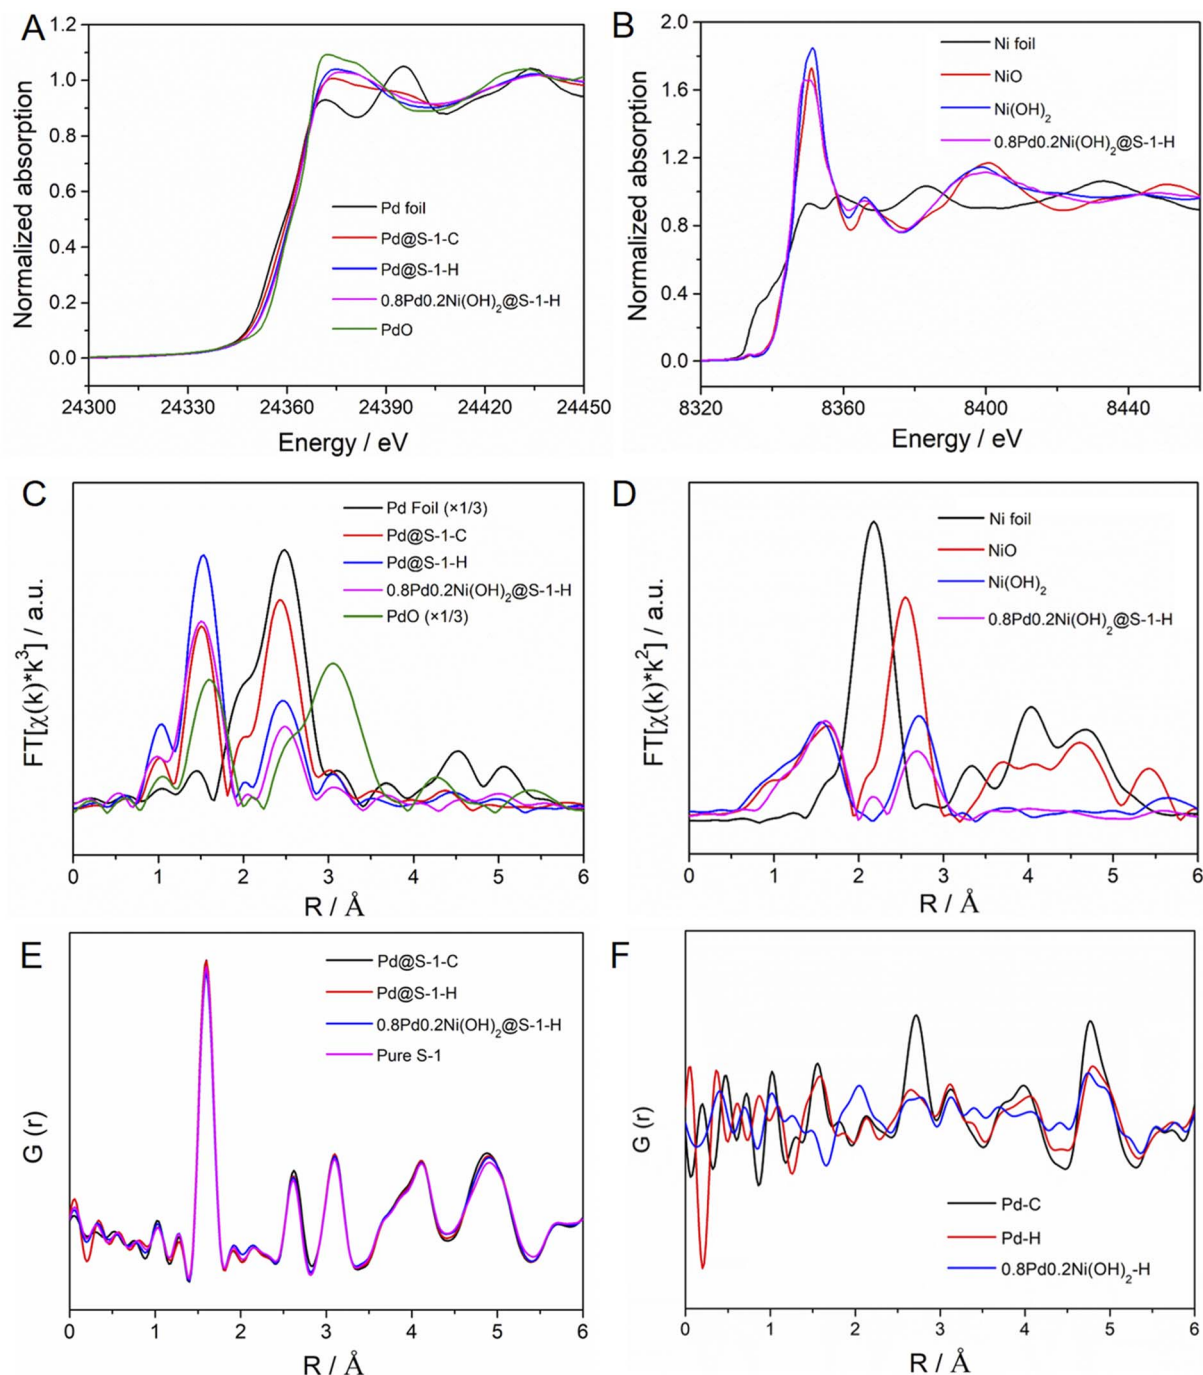 A
1.2
1.0
0.8
0.6
0.4
0.2
0.0
Normalized absorption
Pd foil
Pd@S-1-C
Pd@S-1-H
0.8Pd0.2Ni(OH)₂@S-1-H
PdO
24300 24330 24360 24390 24420 24450
Energy / eV
B
2.0
1.6
1.2
0.8
0.4
0.0
Normalized absorption
Ni foil
NiO
Ni(OH)₂
0.8Pd0.2Ni(OH)₂@S-1-H
8320 8360 8400 8440
Energy / eV
C
FT[χ(k)*k³] / a.u.
Pd Foil (×1/3)
Pd@S-1-C
Pd@S-1-H
0.8Pd0.2Ni(OH)₂@S-1-H
PdO (×1/3)
0 1 2 3 4 5 6
R / Å
D
FT[χ(k)*k²] / a.u.
Ni foil
NiO
Ni(OH)₂
0.8Pd0.2Ni(OH)₂@S-1-H
0 1 2 3 4 5 6
R / Å
E
G (r)
Pd@S-1-C
Pd@S-1-H
0.8Pd0.2Ni(OH)₂@S-1-H
Pure S-1
0 1 2 3 4 5 6
R / Å
F
G (r)
Pd-C
Pd-H
0.8Pd0.2Ni(OH)₂-H
0 1 2 3 4 5 6
R / Å